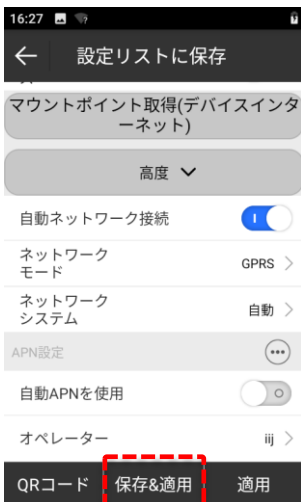 16:27
設定リストに保存
マウントポイント取得(デバイスインタ
ーネット)
高度
自動ネットワーク接続
ネットワーク
モード
GPRS
ネットワーク
システム
自動
APN設定
自動APNを使用
オペレーター
iij
QRコード
保存&適用
適用